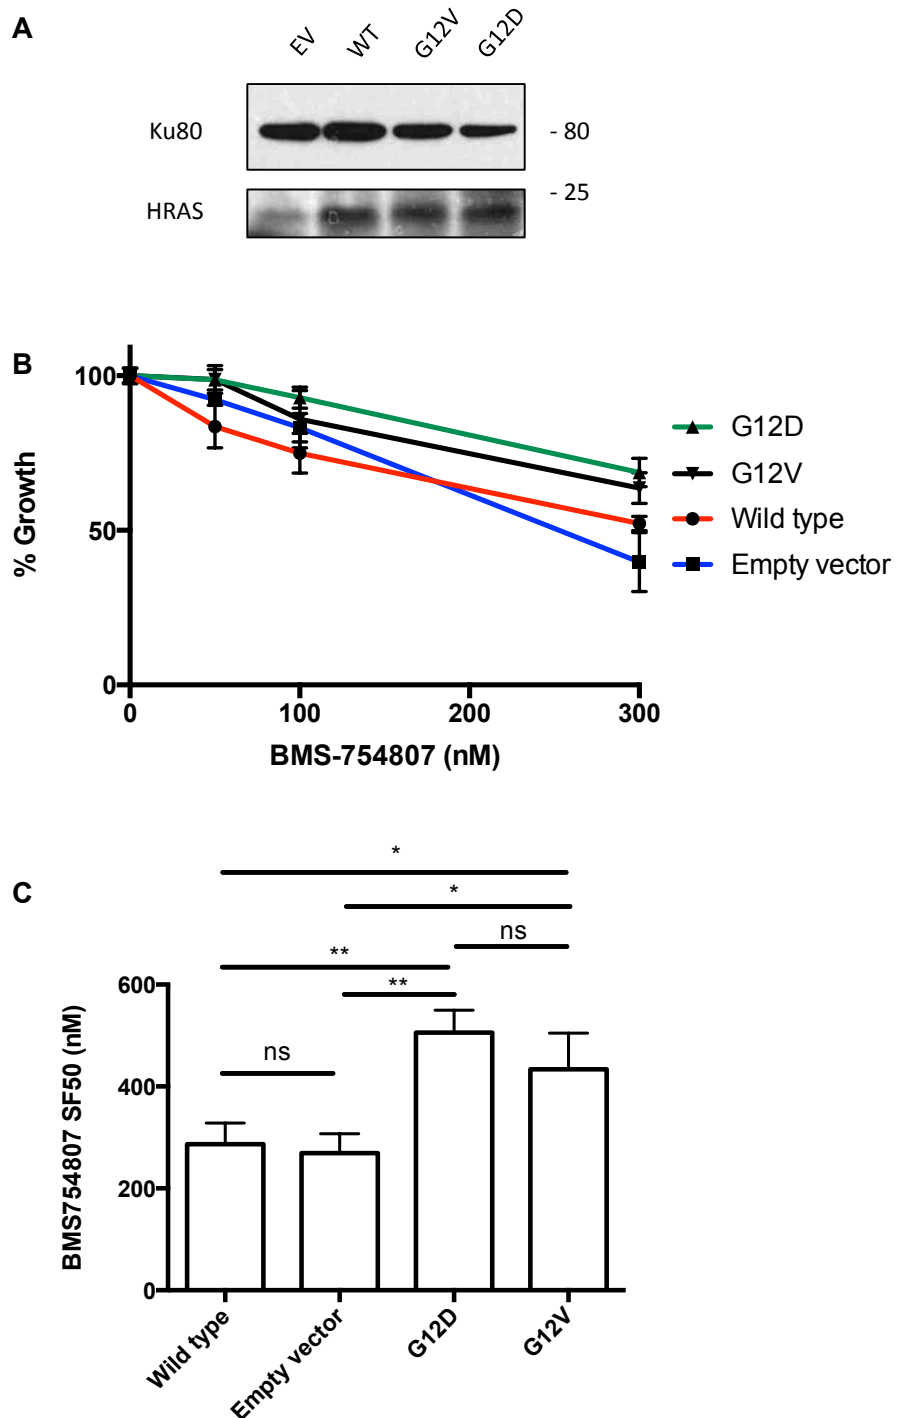 A
EV WT G12V G12D
Ku80 - 80
- 25
HRAS
B
100
50
0
% Growth
0 100 200 300
BMS-754807 (nM)
G12D
G12V
Wild type
Empty vector
C
*
*
ns
**
**
ns
600
400
200
0
BMS754807 SF50 (nM)
Wild type
Empty vector
G12D
G12V